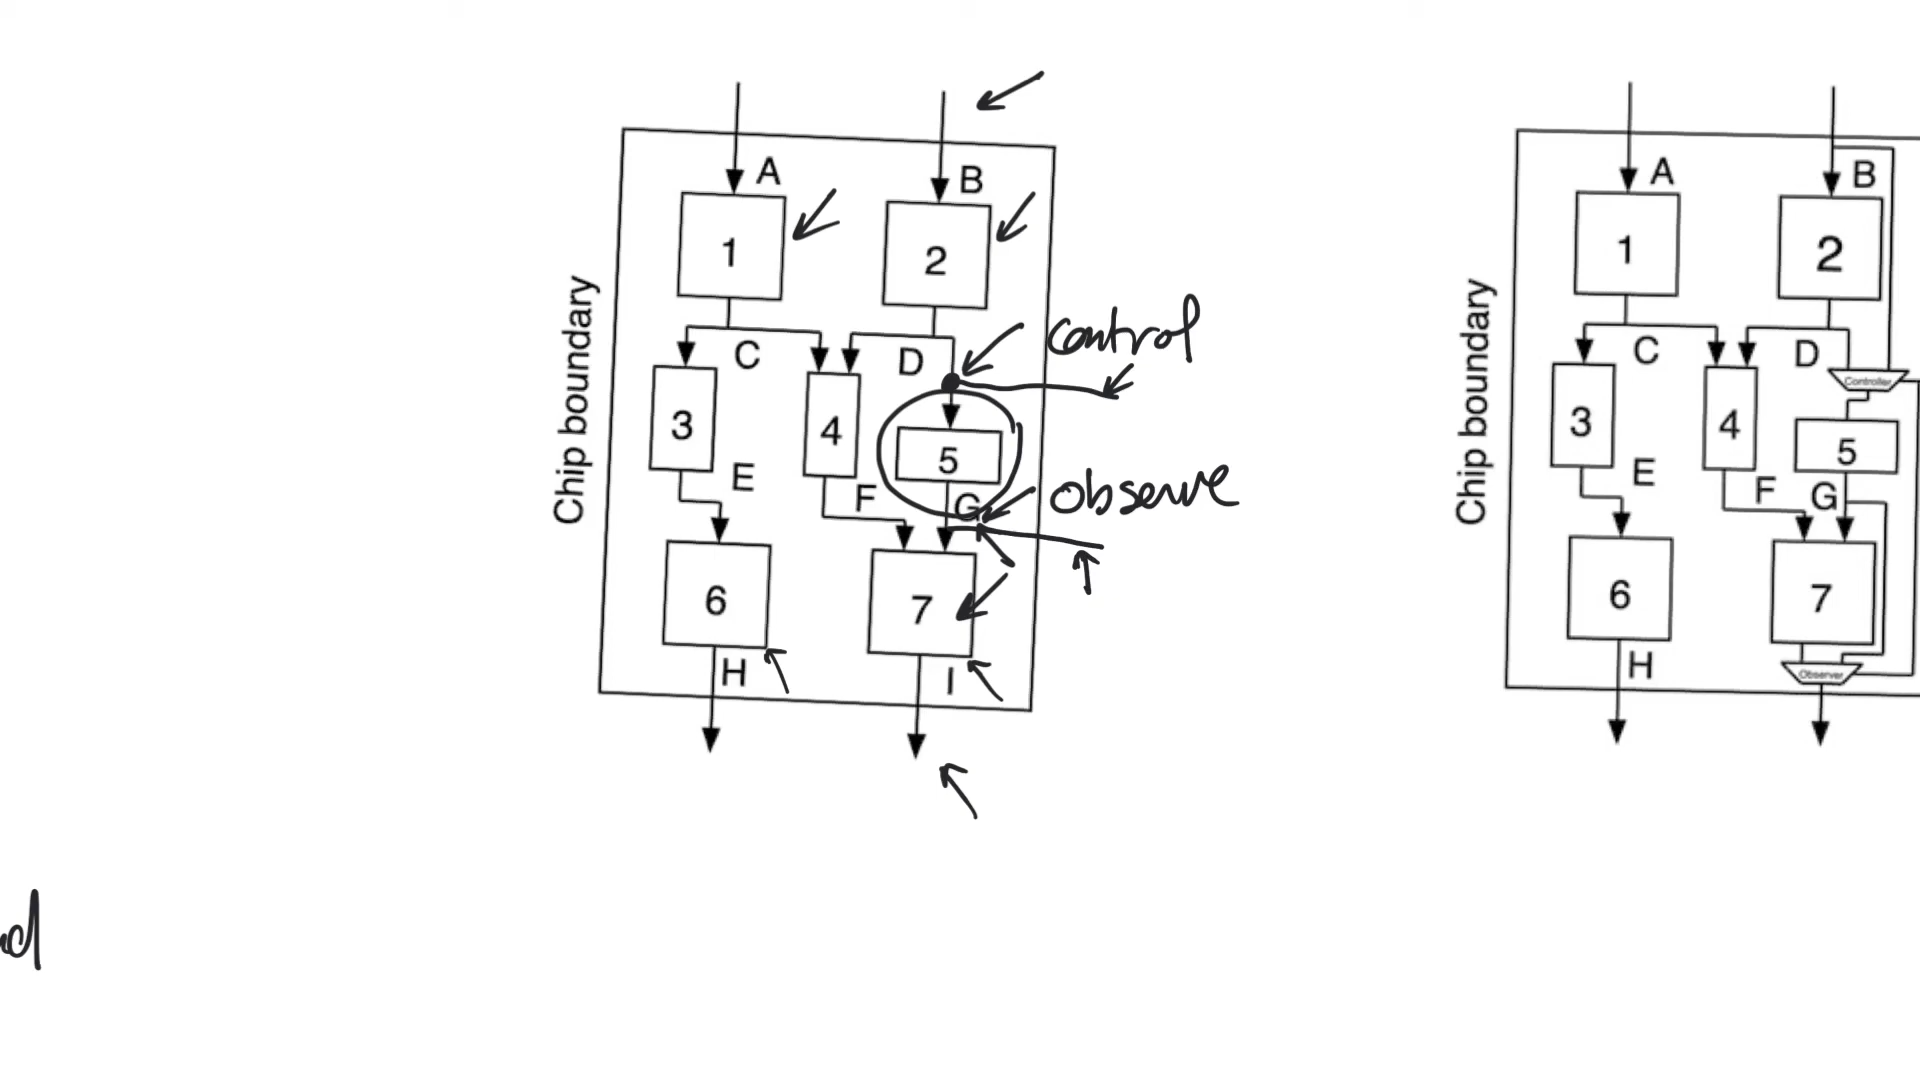 A
B
1
2
control
C
D
3
4
5
E
F
G
observe
6
7
H
I
Chip boundary
A
B
1
2
C
D
Controller
3
4
5
E
F
G
6
7
H
Observer
Chip boundary